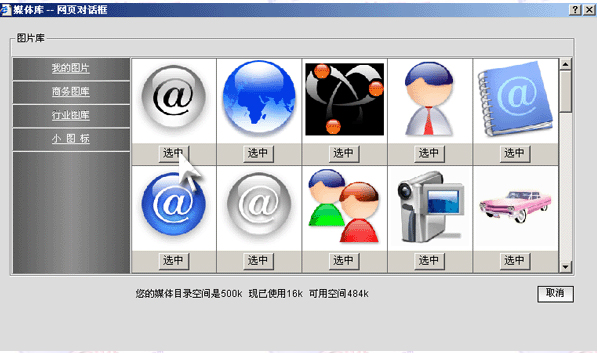 媒体库 -- 网页对话框
图片库
我的图片
商务图库
行业图库
小 图 标
@
@
选中 选中 选中 选中 选中
@
@
选中 选中 选中 选中 选中
您的媒体目录空间是500k 现已使用16k 可用空间484k
取消